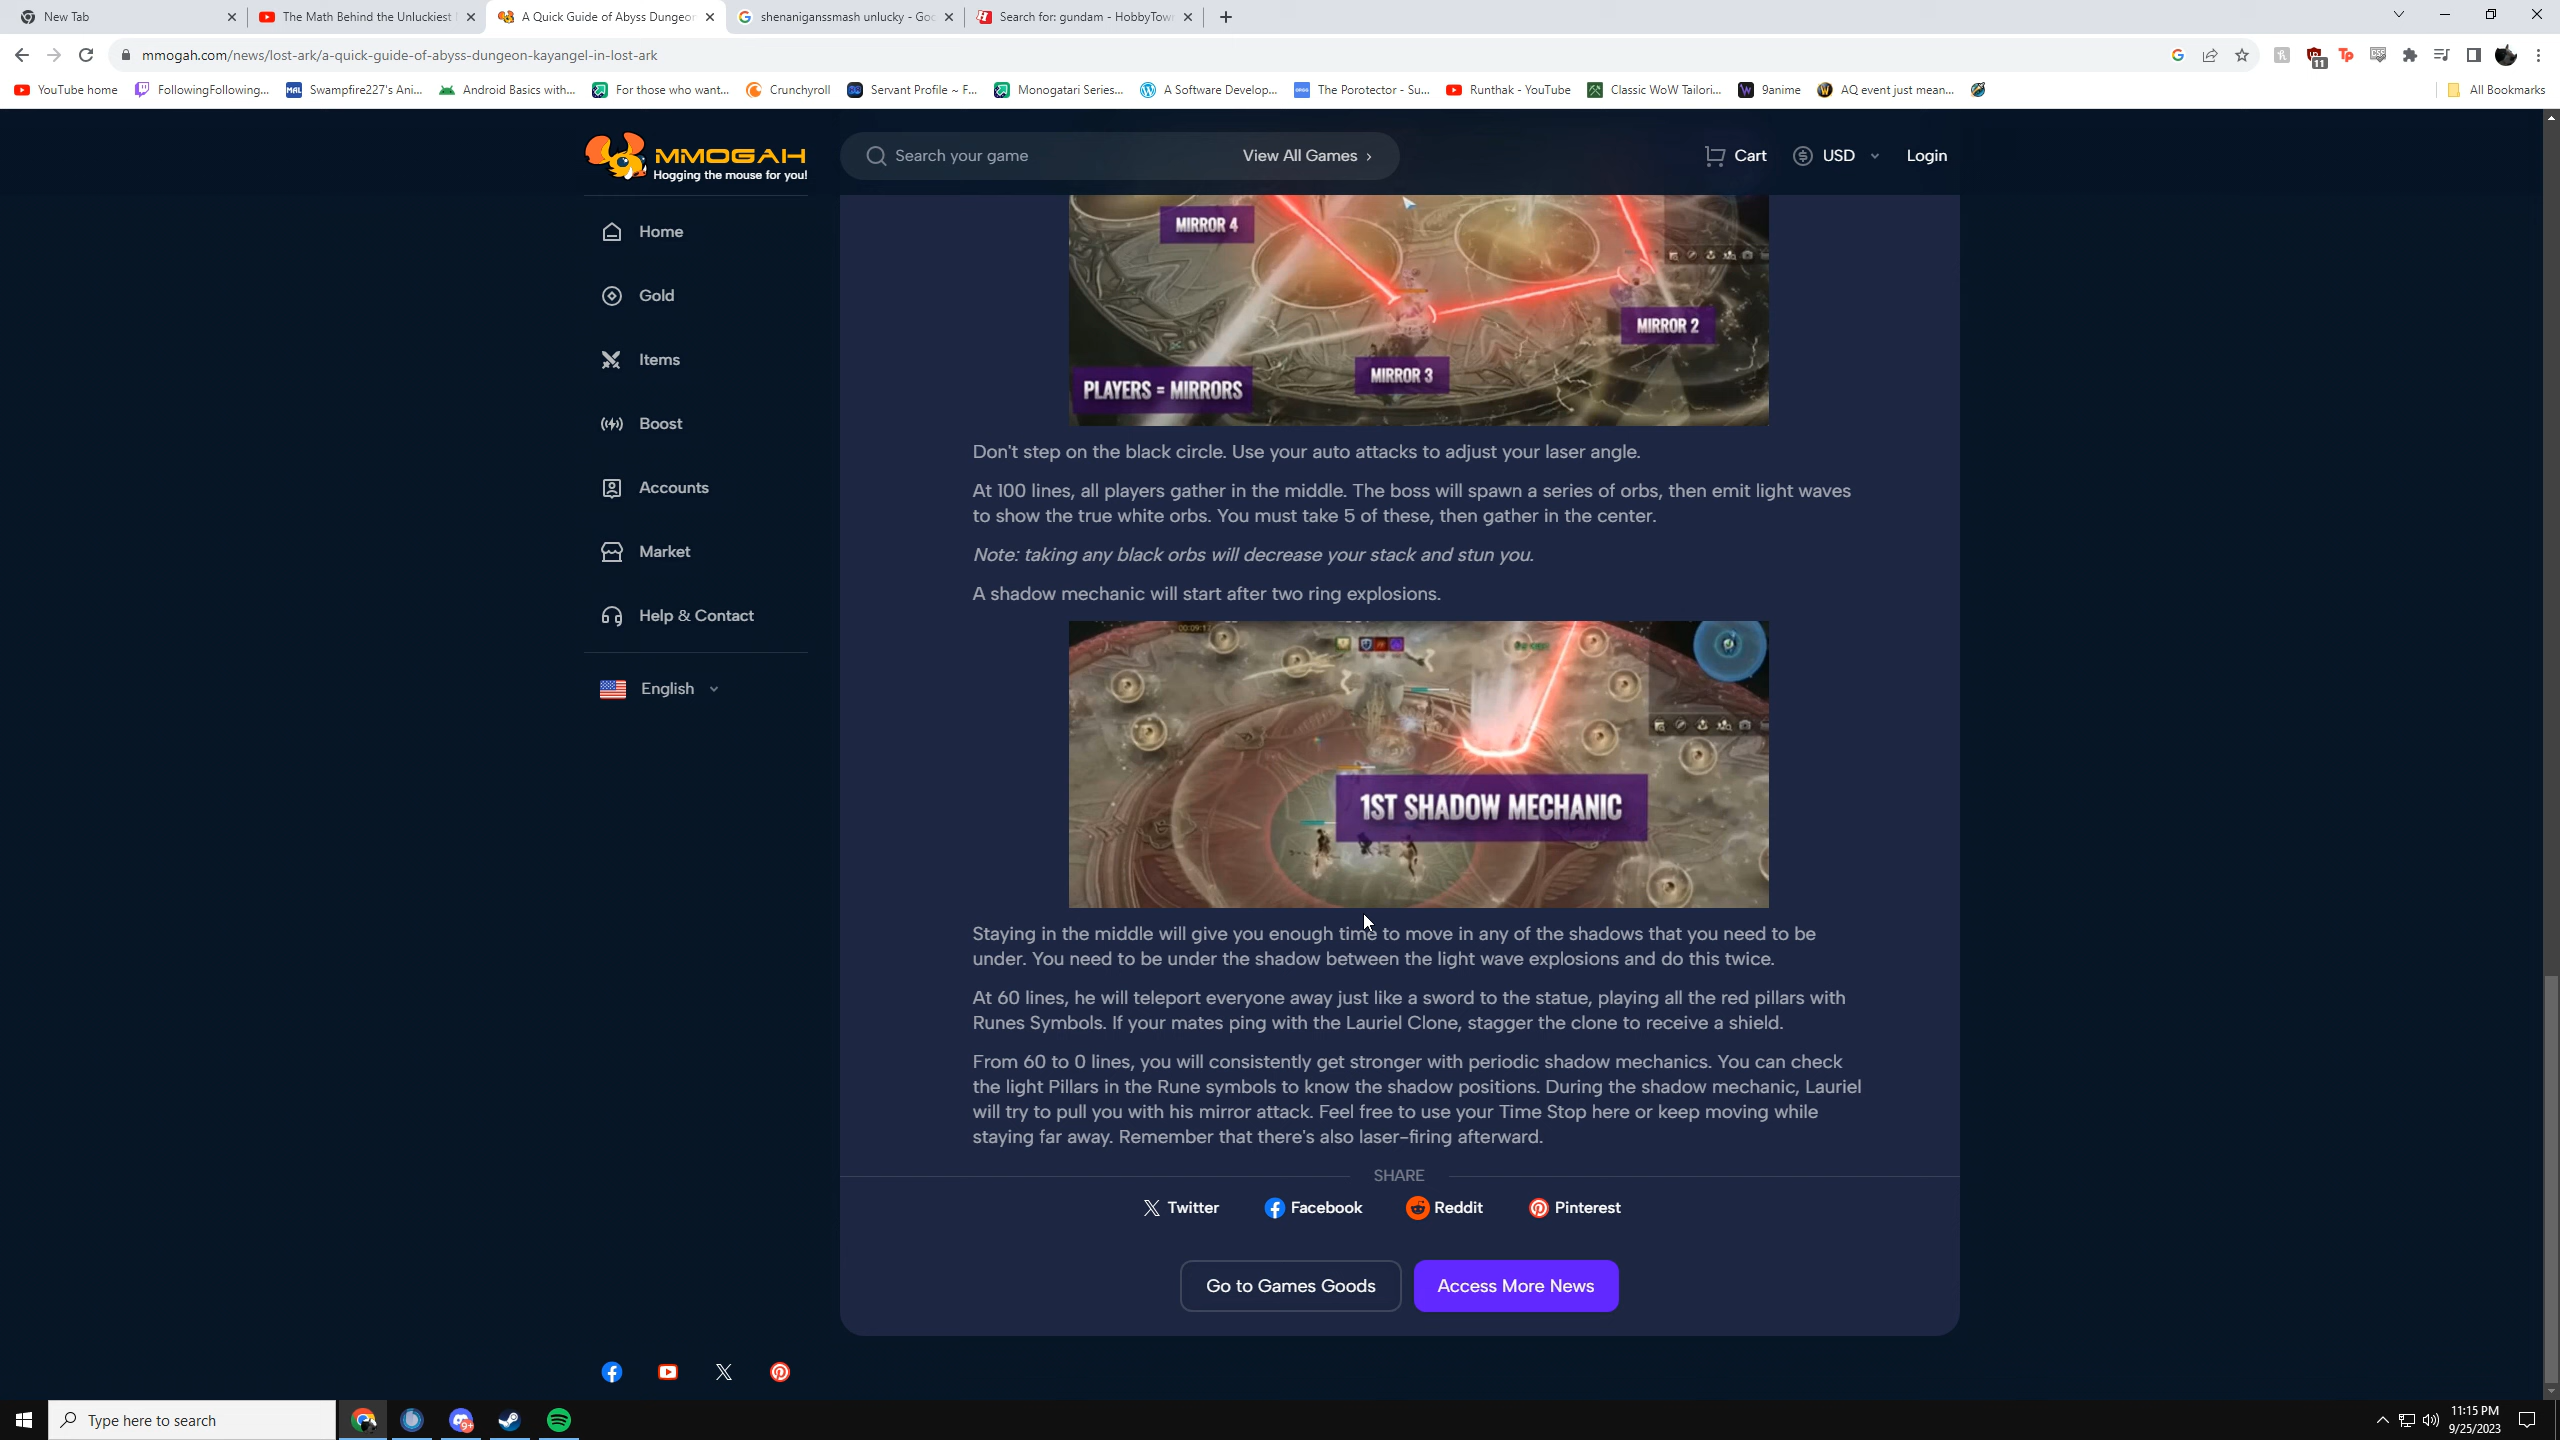 New Tab
The Math Behind the Unluckiest
A Quick Guide of Abyss Dungeon
shenaniganssmash unlucky - Goo
Search for: gundam - HobbyTow
mmogah.com/news/lost-ark/a-quick-guide-of-abyss-dungeon-kayangel-in-lost-ark
11
Tp
YouTube home
FollowingFollowing...
MAL
Swampfire227's Ani...
Android Basics with...
For those who want...
Crunchyroll
Servant Profile ~ F...
Monogatari Series...
A Software Develop...
The Porotector - Su...
Runthak - YouTube
Classic WoW Tailori...
9anime
AQ event just mean...
All Bookmarks
MMOGAH
Hogging the mouse for you!
Search your game
View All Games >
Cart
USD
Login
Home
Gold
Items
Boost
Accounts
Market
Help & Contact
English
MIRROR 4
MIRROR 2
MIRROR 3
PLAYERS = MIRRORS
Don't step on the black circle. Use your auto attacks to adjust your laser angle.
At 100 lines, all players gather in the middle. The boss will spawn a series of orbs, then emit light waves
to show the true white orbs. You must take 5 of these, then gather in the center.
Note: taking any black orbs will decrease your stack and stun you.
A shadow mechanic will start after two ring explosions.
1ST SHADOW MECHANIC
Staying in the middle will give you enough time to move in any of the shadows that you need to be
under. You need to be under the shadow between the light wave explosions and do this twice.
At 60 lines, he will teleport everyone away just like a sword to the statue, playing all the red pillars with
Runes Symbols. If your mates ping with the Lauriel Clone, stagger the clone to receive a shield.
From 60 to 0 lines, you will consistently get stronger with periodic shadow mechanics. You can check
the light Pillars in the Rune symbols to know the shadow positions. During the shadow mechanic, Lauriel
will try to pull you with his mirror attack. Feel free to use your Time Stop here or keep moving while
staying far away. Remember that there's also laser-firing afterward.
SHARE
Twitter
Facebook
Reddit
Pinterest
Go to Games Goods
Access More News
Type here to search
9+
11:15 PM
9/25/2023